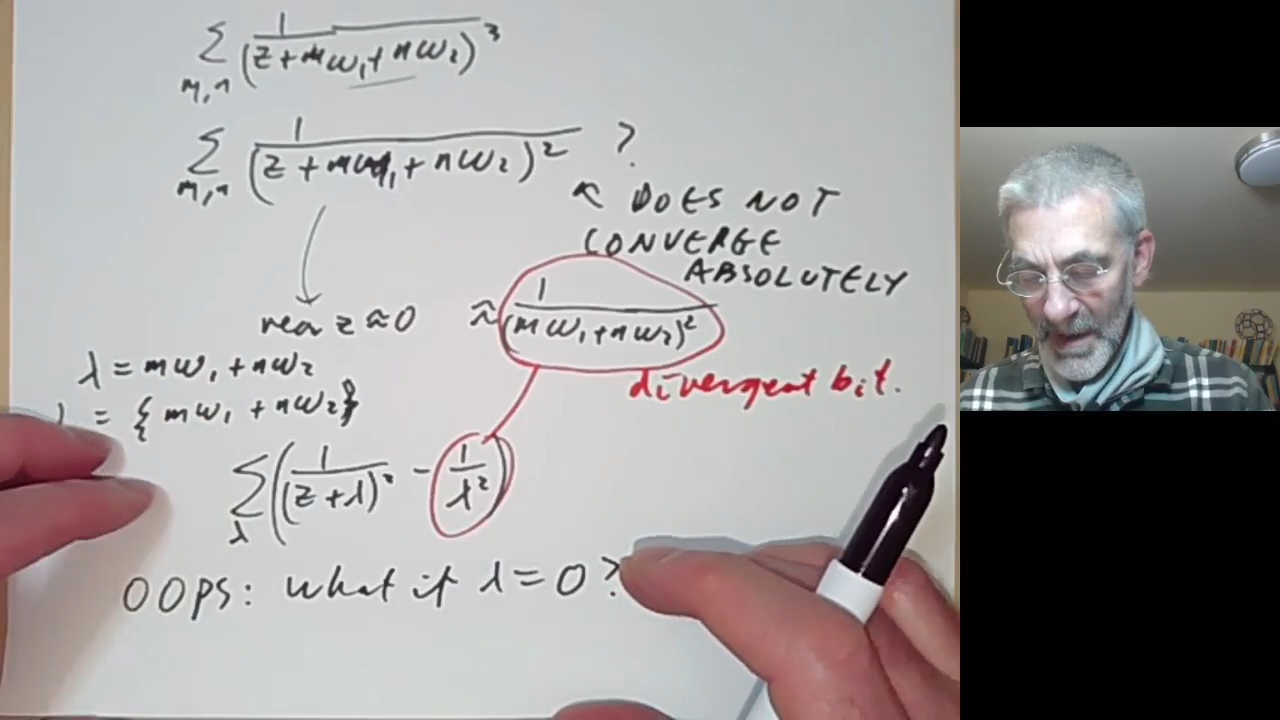 ∑ 1/(z + mω₁ + nω₂)³
m,n
∑ 1/(z + mω₁ + nω₂)² ?
m,n
↖ DOES NOT
CONVERGE
ABSOLUTELY
near z ≈ 0 ≈ 1/(mω₁ + nω₂)²
λ = mω₁ + nω₂
divergent bit.
= {mω₁ + nω₂}
∑ (1/(z + λ)² - 1/λ²)
λ
OOPS: what if λ = 0?